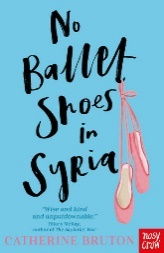 No
Ballet
Shoes
in
Syria
"Wise and kind
and unputdownable."
CATHERINE BRUTON
nosy
crow